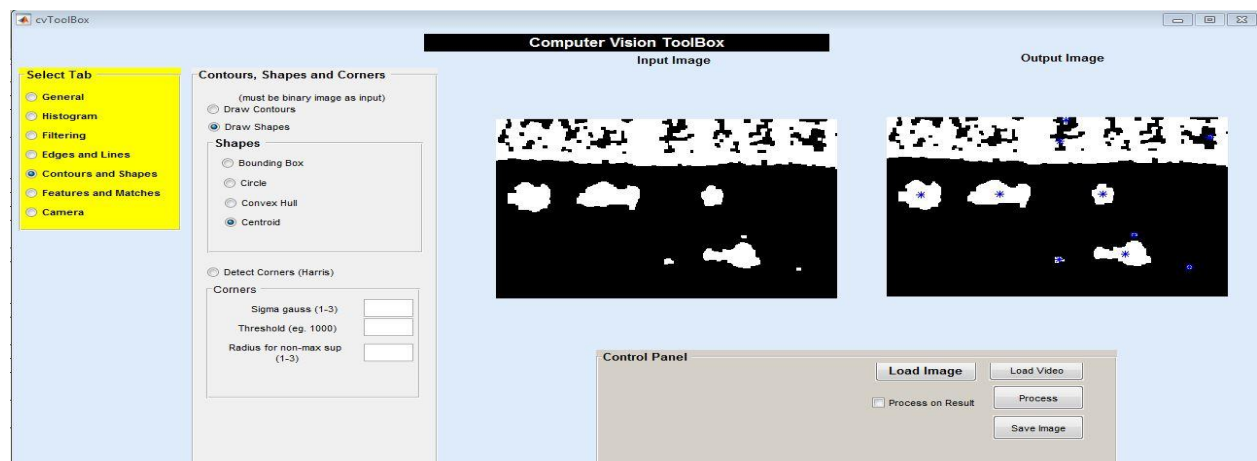 cvToolBox
Computer Vision ToolBox
Input Image
Output Image
Select Tab
General
Histogram
Filtering
Edges and Lines
Contours and Shapes
Features and Matches
Camera
Contours, Shapes and Corners
(must be binary image as input)
Draw Contours
Draw Shapes
Shapes
Bounding Box
Circle
Convex Hull
Centroid
Detect Corners (Harris)
Corners
Sigma gauss (1-3)
Threshold (eg. 1000)
Radius for non-max sup
(1-3)
Control Panel
Load Image
Load Video
Process on Result
Process
Save Image